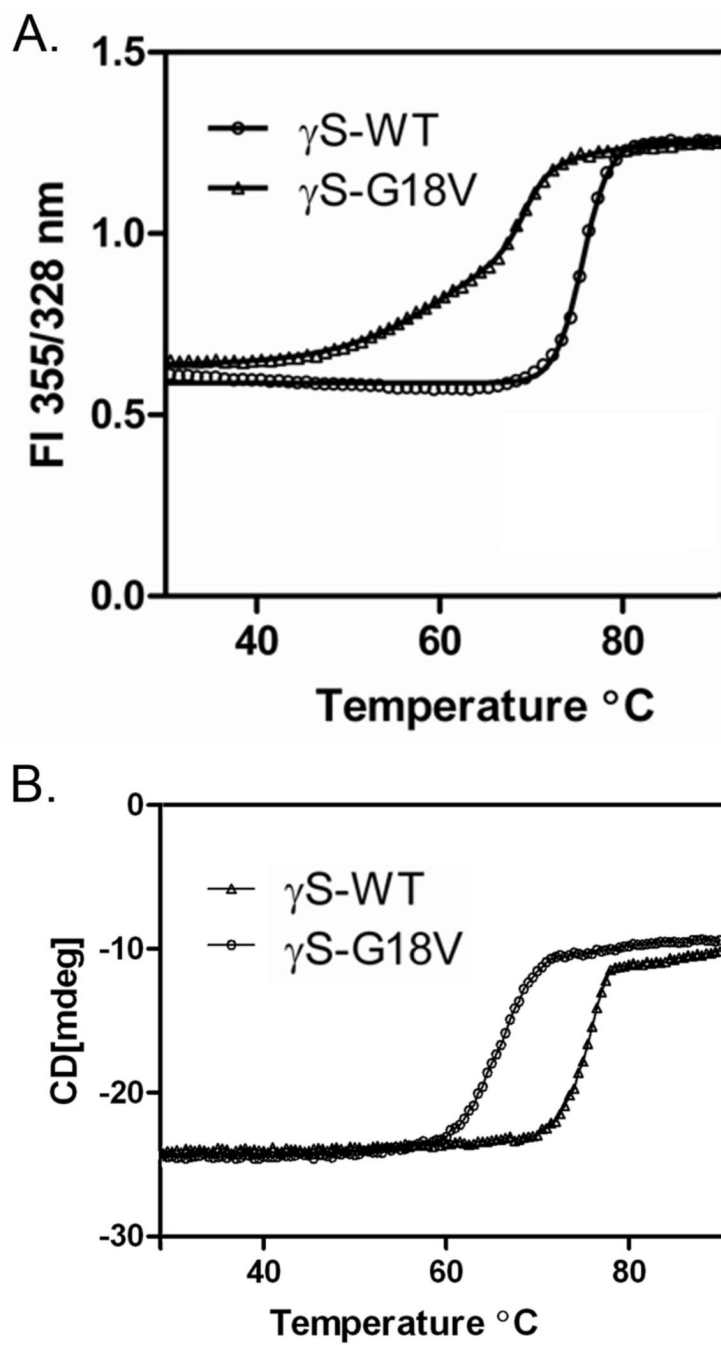 A.
1.5
1.0
0.5
0.0
FI 355/328 nm
γS-WT
γS-G18V
40 60 80
Temperature °C
B.
0
-10
-20
-30
CD[mdeg]
γS-WT
γS-G18V
40 60 80
Temperature °C